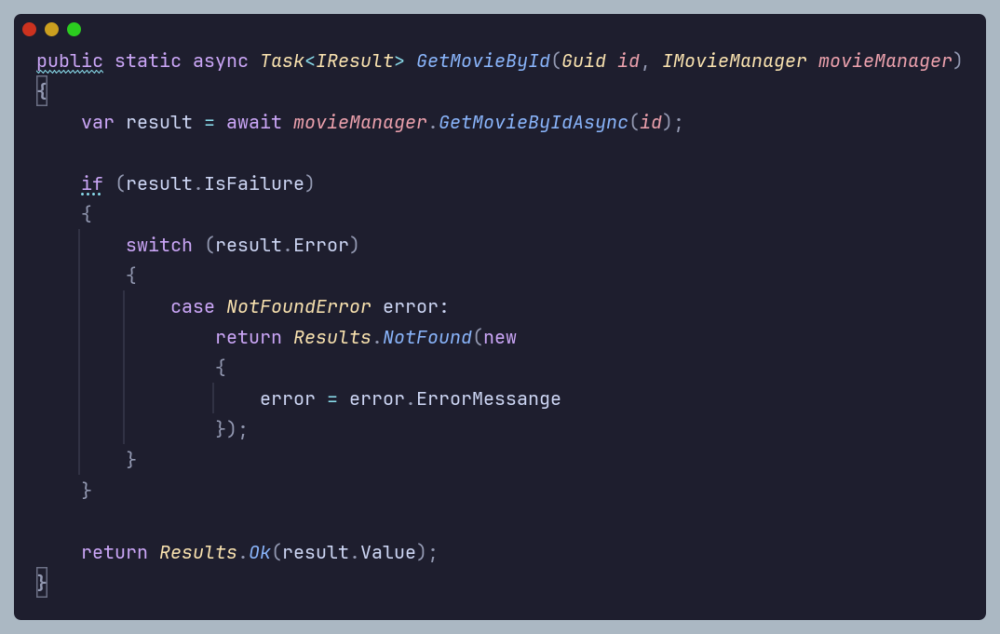 public static async Task<IResult> GetMovieById(Guid id, IMovieManager movieManager)
{
    var result = await movieManager.GetMovieByIdAsync(id);

    if (result.IsFailure)
    {
        switch (result.Error)
        {
            case NotFoundError error:
                return Results.NotFound(new
                {
                    error = error.ErrorMessange
                });
        }
    }

    return Results.Ok(result.Value);
}